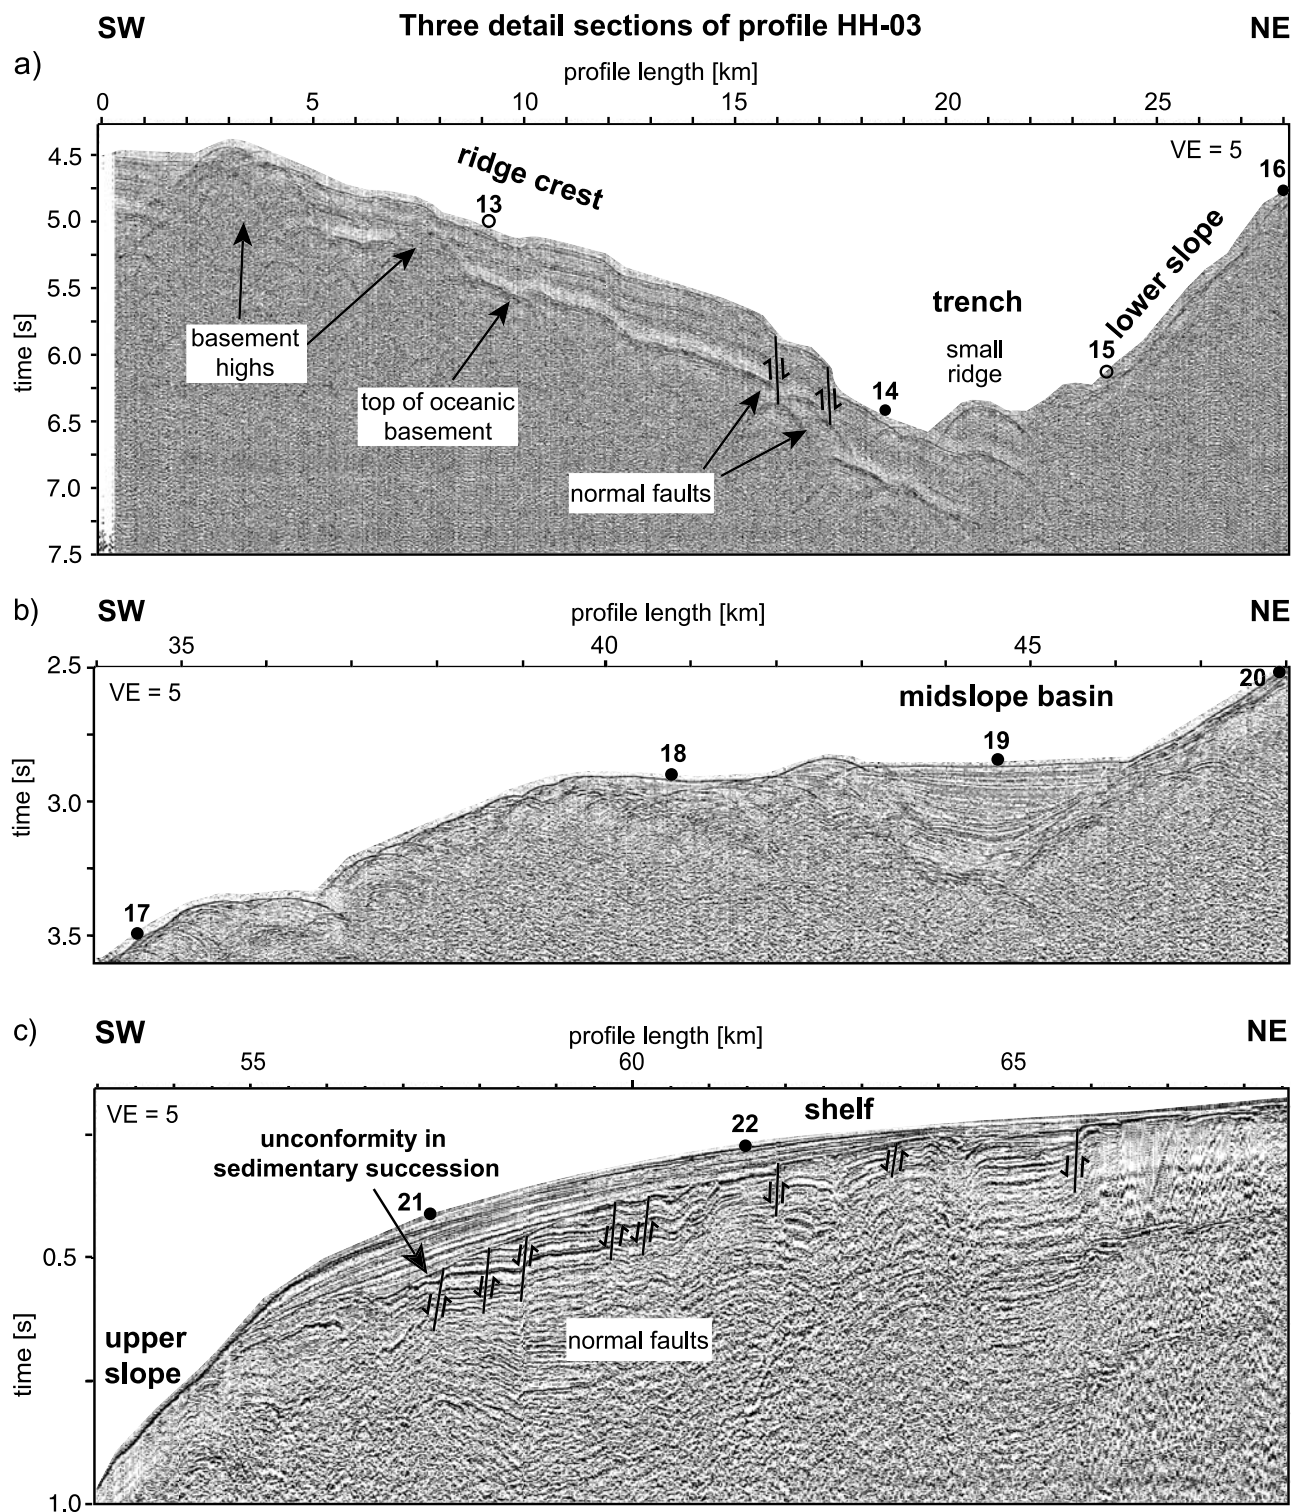 SW Three detail sections of profile HH-03 NE
a)
profile length [km]
0 5 10 15 20 25
4.5
5.0
5.5
6.0
6.5
7.0
7.5
time [s]
VE = 5
ridge crest
13
16
lower slope
trench
small
ridge
15
14
basement
highs
top of oceanic
basement
normal faults
b) SW NE
profile length [km]
35 40 45
2.5
3.0
3.5
time [s]
VE = 5
midslope basin
20
19
18
17
c) SW NE
profile length [km]
55 60 65
VE = 5
shelf
22
unconformity in
sedimentary succession
21
0.5
1.0
time [s]
upper
slope
normal faults